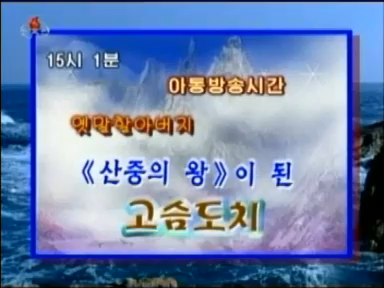 15시 1분
아동방송시간
옛말할아버지
《산중의 왕》이 된
고슴도치